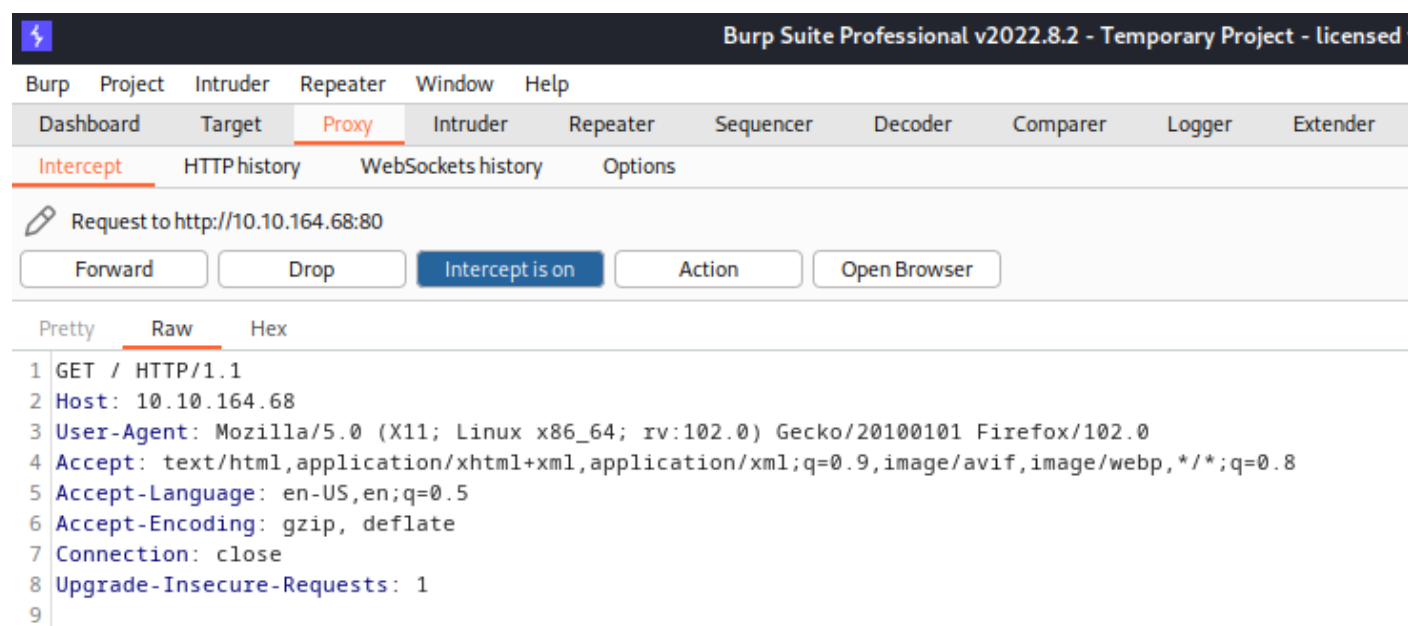 Burp Suite Professional v2022.8.2 - Temporary Project - licensed
Burp Project Intruder Repeater Window Help
Dashboard Target Proxy Intruder Repeater Sequencer Decoder Comparer Logger Extender
Intercept HTTP history WebSockets history Options
Request to http://10.10.164.68:80
Forward Drop Intercept is on Action Open Browser
Pretty Raw Hex
1 GET / HTTP/1.1
2 Host: 10.10.164.68
3 User-Agent: Mozilla/5.0 (X11; Linux x86_64; rv:102.0) Gecko/20100101 Firefox/102.0
4 Accept: text/html,application/xhtml+xml,application/xml;q=0.9,image/avif,image/webp,*/*;q=0.8
5 Accept-Language: en-US,en;q=0.5
6 Accept-Encoding: gzip, deflate
7 Connection: close
8 Upgrade-Insecure-Requests: 1
9